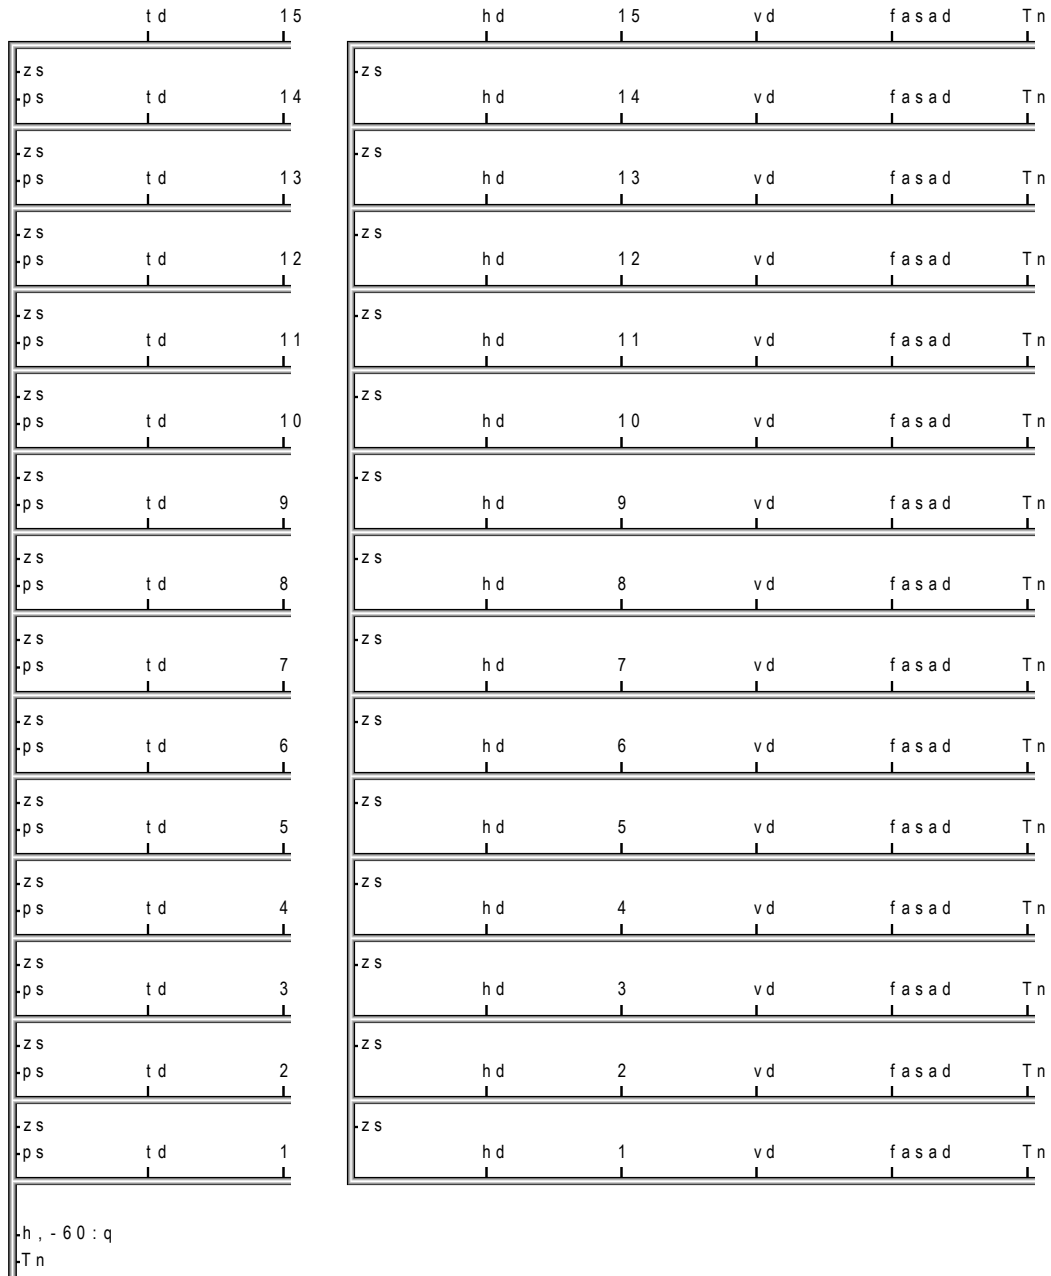 td 15 hd 15 vd fasad Tn
zs zs
ps td 14 hd 14 vd fasad Tn
zs zs
ps td 13 hd 13 vd fasad Tn
zs zs
ps td 12 hd 12 vd fasad Tn
zs zs
ps td 11 hd 11 vd fasad Tn
zs zs
ps td 10 hd 10 vd fasad Tn
zs zs
ps td 9 hd 9 vd fasad Tn
zs zs
ps td 8 hd 8 vd fasad Tn
zs zs
ps td 7 hd 7 vd fasad Tn
zs zs
ps td 6 hd 6 vd fasad Tn
zs zs
ps td 5 hd 5 vd fasad Tn
zs zs
ps td 4 hd 4 vd fasad Tn
zs zs
ps td 3 hd 3 vd fasad Tn
zs zs
ps td 2 hd 2 vd fasad Tn
zs zs
ps td 1 hd 1 vd fasad Tn
h,-60:q
Tn